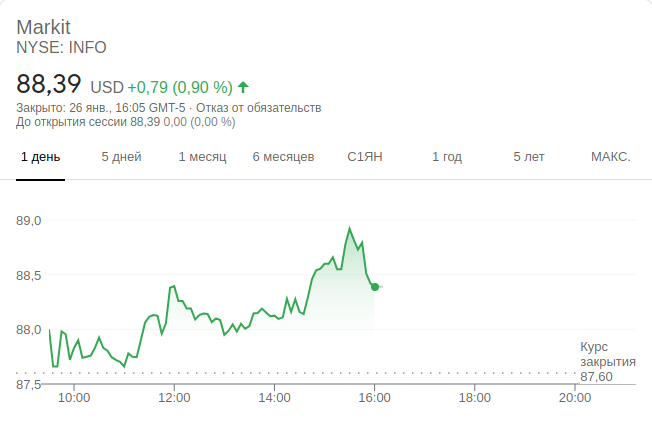 Markit
NYSE: INFO
88,39 USD +0,79 (0,90 %)
Закрыто: 26 янв., 16:05 GMT-5 · Отказ от обязательств
До открытия сессии 88,39 0,00 (0,00 %)
1 день 5 дней 1 месяц 6 месяцев С1ЯН 1 год 5 лет МАКС.
89,0
88,5
88,0
Курс
закрытия
87,60
87,5
10:00 12:00 14:00 16:00 18:00 20:00